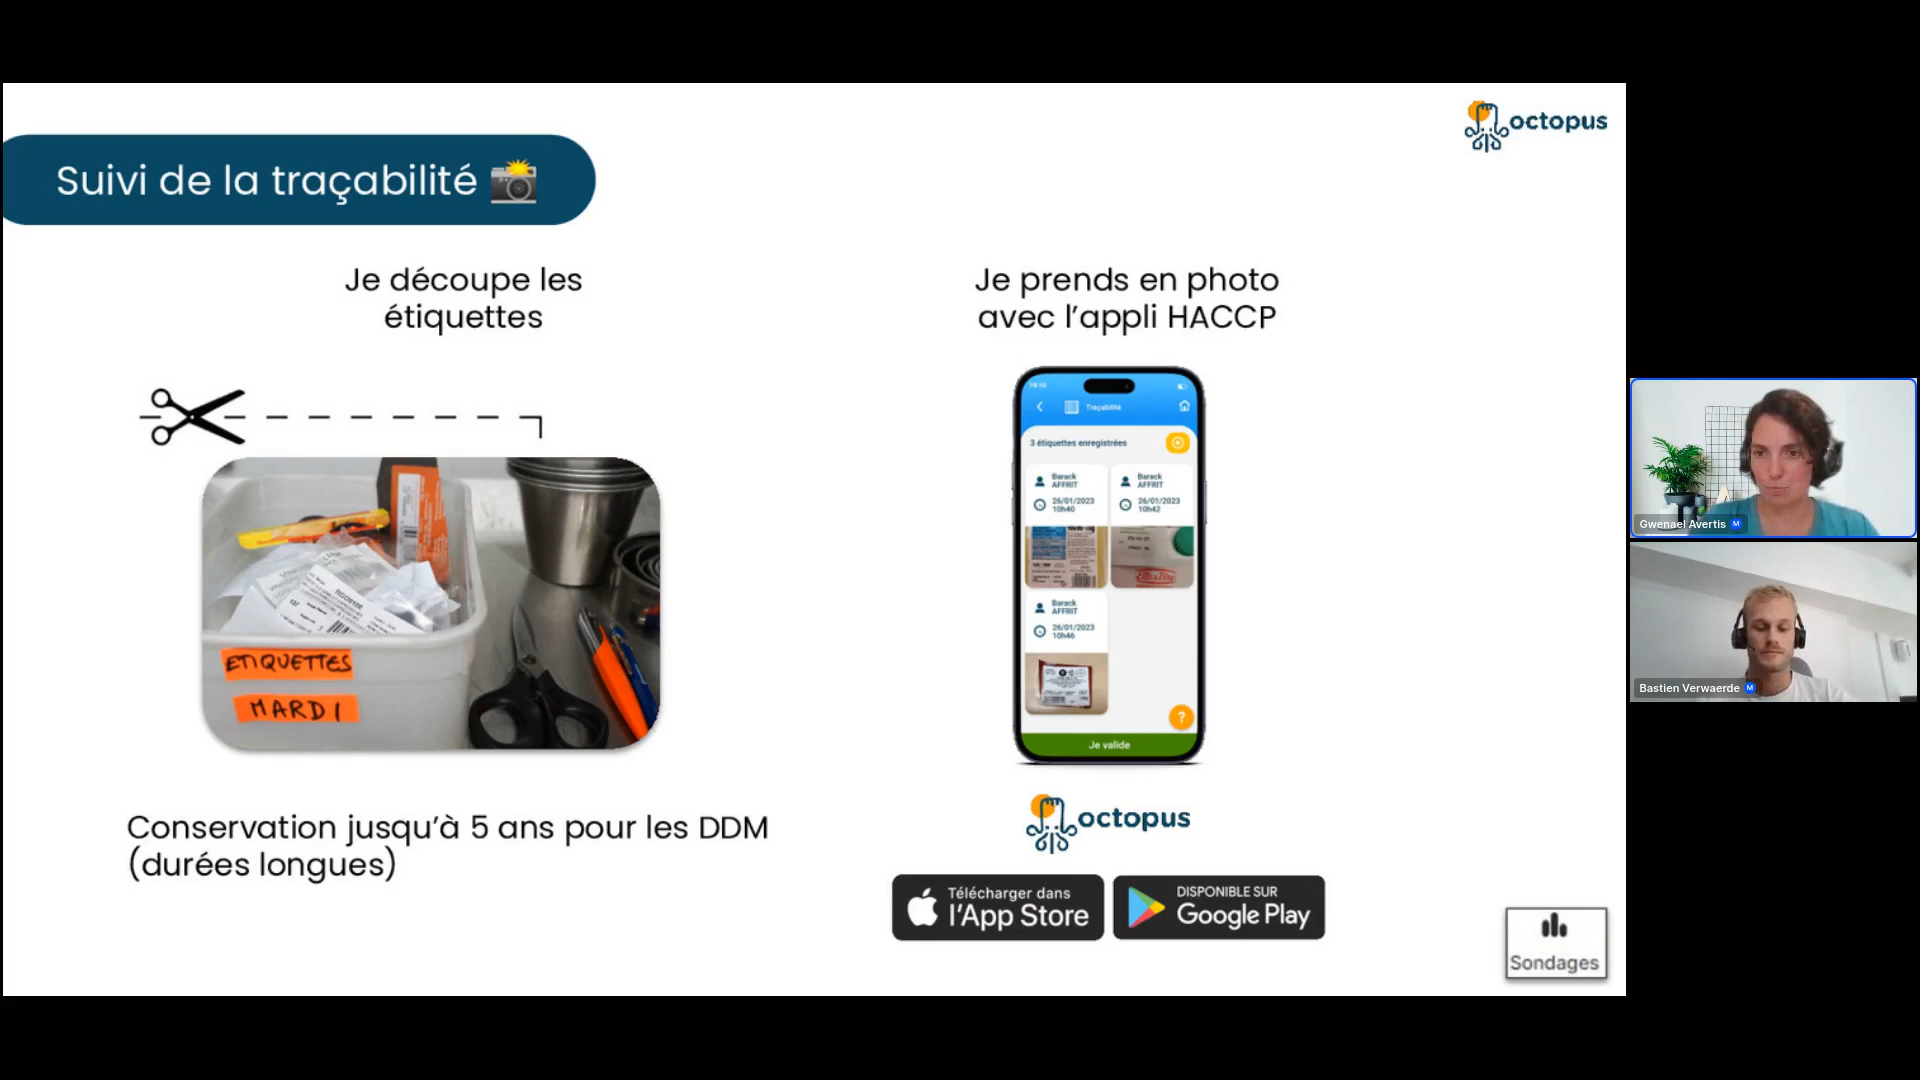 octopus
Suivi de la traçabilité
Je découpe les
étiquettes
ETIQUETTES
MARDI
Conservation jusqu'à 5 ans pour les DDM
(durées longues)
Je prends en photo
avec l'appli HACCP
Traçabilité
3 étiquettes enregistrées
Barack
AFFRIT
26/01/2023
10h40
Barack
AFFRIT
26/01/2023
10h42
Barack
AFFRIT
26/01/2023
10h46
?
Je valide
octopus
Télécharger dans
l'App Store
DISPONIBLE SUR
Google Play
Sondages
Gwenael Avertis M
Bastien Verwaerde M